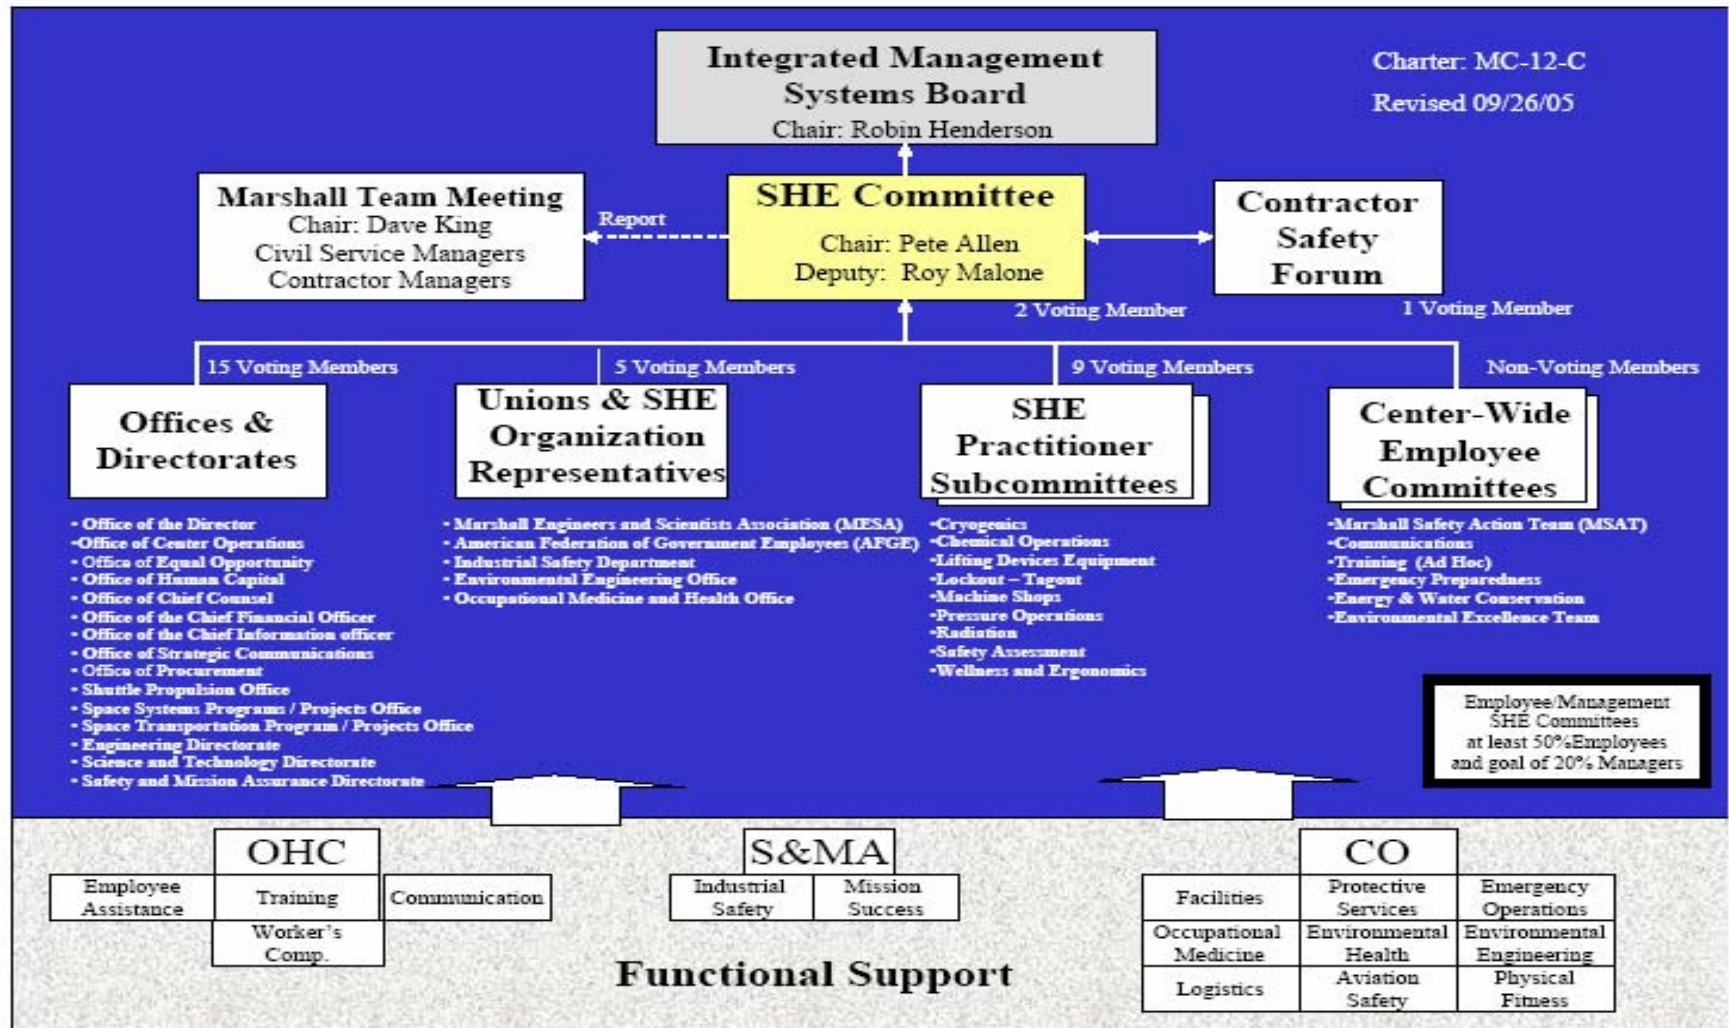 Integrated Management
Systems Board
Chair: Robin Henderson
Charter: MC-12-C
Revised 09/26/05
Marshall Team Meeting
Chair: Dave King
Civil Service Managers
Contractor Managers
Report
SHE Committee
Chair: Pete Allen
Deputy: Roy Malone
Contractor
Safety
Forum
2 Voting Member
1 Voting Member
15 Voting Members
5 Voting Members
9 Voting Members
Non-Voting Members
Offices &
Directorates
Unions & SHE
Organization
Representatives
SHE
Practitioner
Subcommittees
Center-Wide
Employee
Committees
• Office of the Director
•Office of Center Operations
• Office of Equal Opportunity
• Office of Human Capital
• Office of Chief Counsel
• Office of the Chief Financial Officer
• Office of the Chief Information officer
• Office of Strategic Communications
• Office of Procurement
• Shuttle Propulsion Office
• Space Systems Programs / Projects Office
• Space Transportation Program / Projects Office
• Engineering Directorate
• Science and Technology Directorate
• Safety and Mission Assurance Directorate
• Marshall Engineers and Scientists Association (MESA)
• American Federation of Government Employees (AFGE)
• Industrial Safety Department
• Environmental Engineering Office
• Occupational Medicine and Health Office
•Cryogenics
•Chemical Operations
•Lifting Devices Equipment
•Lockout – Tagout
•Machine Shops
•Pressure Operations
•Radiation
•Safety Assessment
•Wellness and Ergonomics
•Marshall Safety Action Team (MSAT)
•Communications
•Training (Ad Hoc)
•Emergency Preparedness
•Energy & Water Conservation
•Environmental Excellence Team
Employee/Management
SHE Committees
at least 50%Employees
and goal of 20% Managers
OHC
Employee
Assistance
Training
Communication
Worker's
Comp.
S&MA
Industrial
Safety
Mission
Success
CO
Facilities
Protective
Services
Emergency
Operations
Occupational
Medicine
Environmental
Health
Environmental
Engineering
Logistics
Aviation
Safety
Physical
Fitness
Functional Support